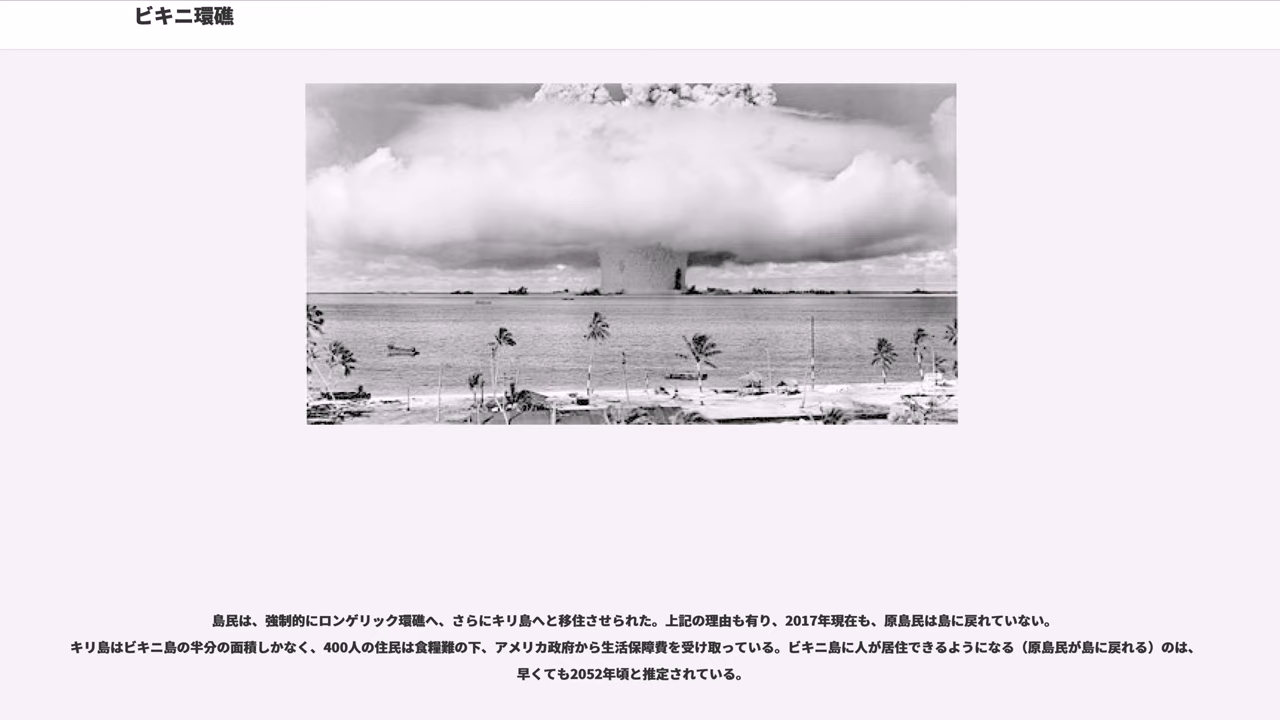 ビキニ環礁
島民は、強制的にロンゲリック環礁へ、さらにキリ島へと移住させられた。上記の理由も有り、2017年現在も、原島民は島に戻れていない。
キリ島はビキニ島の半分の面積しかなく、400人の住民は食糧難の下、アメリカ政府から生活保障費を受け取っている。ビキニ島に人が居住できるようになる（原島民が島に戻れる）のは、
早くても2052年頃と推定されている。